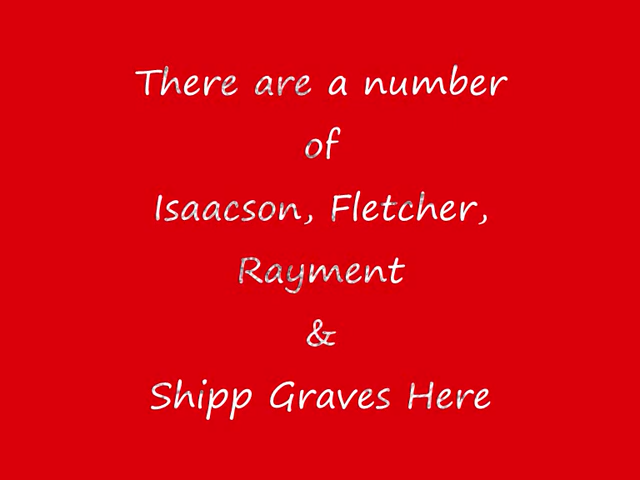 There are a number
of
Isaacson, Fletcher,
Rayment
&
Shipp Graves Here